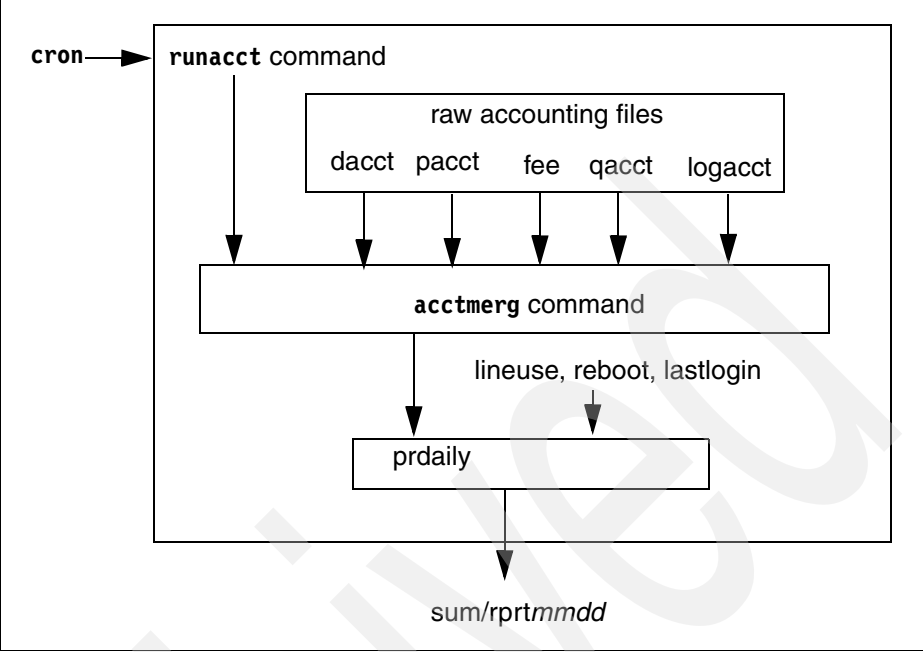 cron runacct command
raw accounting files
dacct pacct fee qacct logacct
acctmerg command
lineuse, reboot, lastlogin
prdaily
sum/rprtmmdd